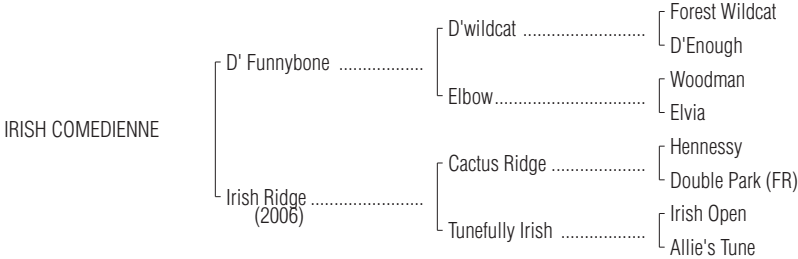 Forest Wildcat
D'wildcat ..........................
D'Enough
D' Funnybone ..................
Woodman
Elbow................................
Elvia
IRISH COMEDIENNE
Hennessy
Cactus Ridge ....................
Double Park (FR)
Irish Ridge ........................
(2006)
Irish Open
Tunefully Irish ..................
Allie's Tune